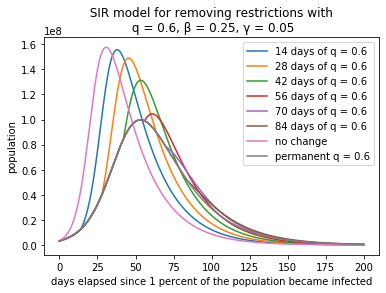 SIR model for removing restrictions with
q = 0.6, β = 0.25, γ = 0.05
1e8
1.6
1.4
1.2
1.0
0.8
0.6
0.4
0.2
0.0
population
14 days of q = 0.6
28 days of q = 0.6
42 days of q = 0.6
56 days of q = 0.6
70 days of q = 0.6
84 days of q = 0.6
no change
permanent q = 0.6
0 25 50 75 100 125 150 175 200
days elapsed since 1 percent of the population became infected